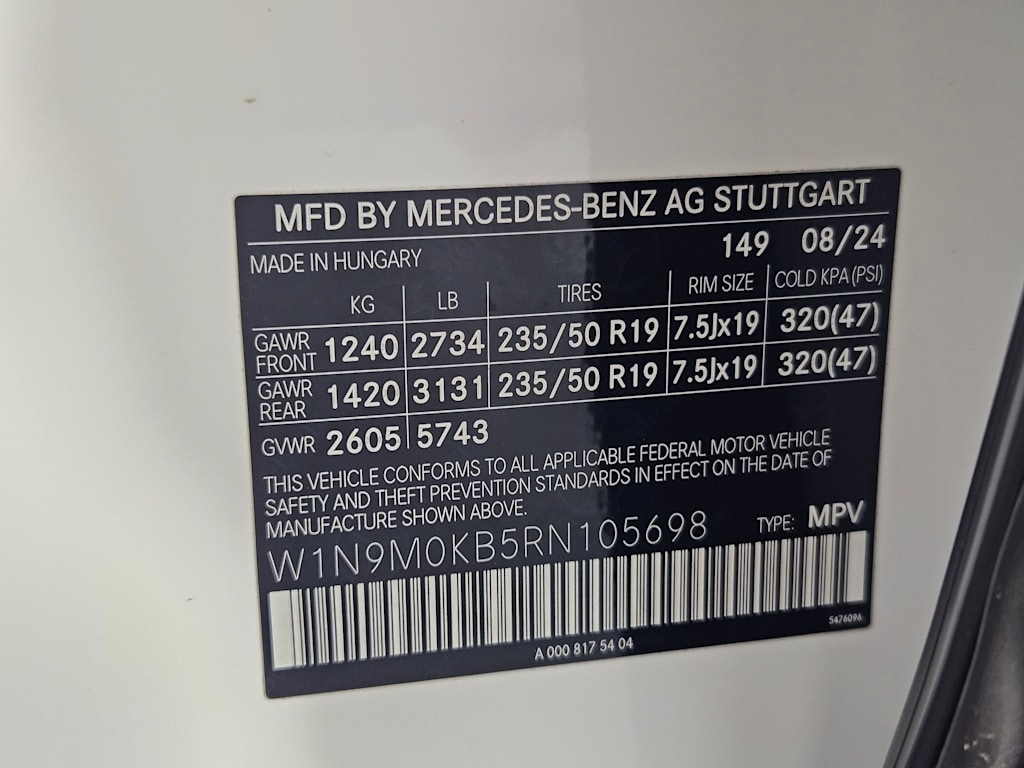 MFD BY MERCEDES-BENZ AG STUTTGART
MADE IN HUNGARY 149 08/24
KG LB TIRES RIM SIZE COLD KPA (PSI)
GAWR FRONT 1240 2734 235/50 R19 7.5Jx19 320(47)
GAWR REAR 1420 3131 235/50 R19 7.5Jx19 320(47)
GVWR 2605 5743
THIS VEHICLE CONFORMS TO ALL APPLICABLE FEDERAL MOTOR VEHICLE
SAFETY AND THEFT PREVENTION STANDARDS IN EFFECT ON THE DATE OF
MANUFACTURE SHOWN ABOVE.
W1N9M0KB5RN105698 TYPE: MPV
A 000 817 54 04 5476096